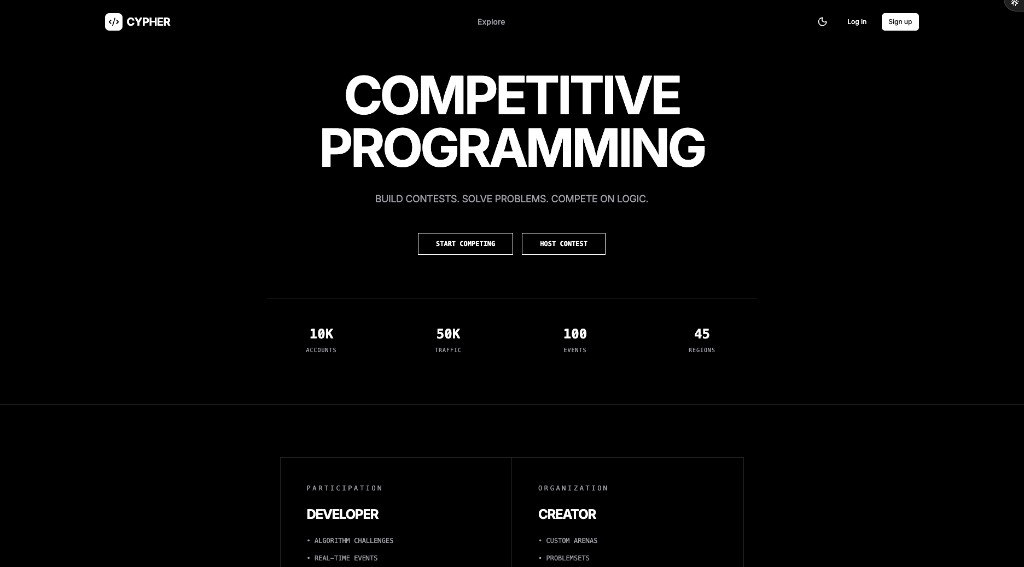 </> CYPHER
Explore
Log in
Sign up
COMPETITIVE
PROGRAMMING
BUILD CONTESTS. SOLVE PROBLEMS. COMPETE ON LOGIC.
START COMPETING
HOST CONTEST
10K
ACCOUNTS
50K
TRAFFIC
100
EVENTS
45
REGIONS
PARTICIPATION
DEVELOPER
• ALGORITHM CHALLENGES
• REAL-TIME EVENTS
ORGANIZATION
CREATOR
• CUSTOM ARENAS
• PROBLEMSETS